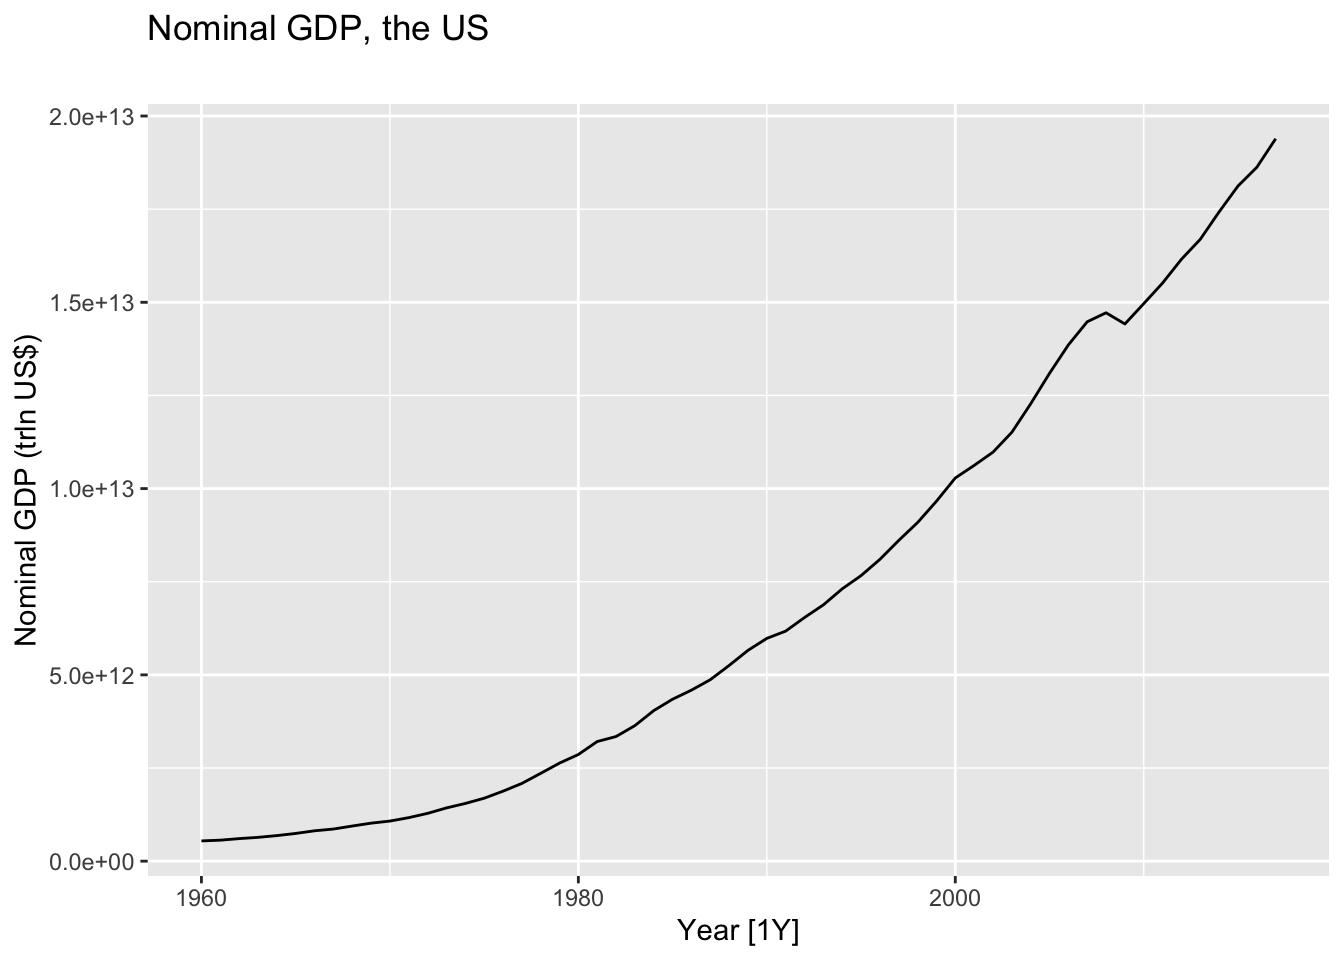 Nominal GDP, the US
2.0e+13
1.5e+13
1.0e+13
5.0e+12
0.0e+00
Nominal GDP (trln US$)
1960
1980
2000
Year [1Y]